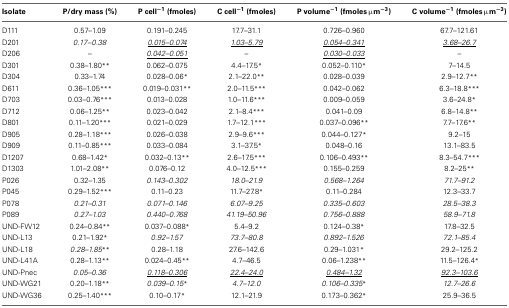 Isolate P/dry mass (%) P cell⁻¹ (fmoles) C cell⁻¹ (fmoles) P volume⁻¹ (fmoles μm⁻³) C volume⁻¹ (fmoles μm⁻³)
D111 0.57–1.09 0.191–0.245 17.7–31.1 0.726–0.960 67.7–121.61
D201 0.17–0.38 0.015–0.074 1.03–5.79 0.054–0.341 3.68–26.7
D206 – 0.042–0.051 – 0.030–0.033 –
D301 0.38–1.80** 0.062–0.075 4.4–17.5* 0.052–0.110* 7–14.5
D304 0.33–1.74 0.028–0.06* 2.1–22.0** 0.028–0.039 2.9–12.7**
D611 0.36–1.05*** 0.019–0.031** 2.0–11.5*** 0.042–0.062 6.3–18.8***
D703 0.03–0.76*** 0.013–0.028 1.0–11.6*** 0.009–0.059 3.6–24.8*
D712 0.06–1.25** 0.023–0.042 2.1–8.4*** 0.041–0.09 6.8–14.8**
D801 0.11–1.20*** 0.021–0.029 1.7–12.1*** 0.037–0.096** 7.7–17.6**
D905 0.28–1.18*** 0.026–0.038 2.9–9.6*** 0.044–0.127* 9.2–15
D909 0.11–0.85*** 0.033–0.084 3.1–37.5* 0.048–0.16 13.1–83.5
D1207 0.68–1.42* 0.032–0.13** 2.6–17.5*** 0.106–0.493** 8.3–54.7***
D1303 1.01–2.08** 0.076–0.12 4.0–12.5*** 0.155–0.259 8.2–25**
P026 0.32–1.35 0.143–0.302 18.0–21.9 0.568–1.264 71.7–91.2
P045 0.29–1.52*** 0.11–0.23 11.7–27.8* 0.11–0.284 12.3–33.7
P078 0.21–0.31 0.071–0.146 6.07–9.25 0.335–0.603 28.5–38.3
P089 0.27–1.03 0.440–0.768 41.19–50.96 0.756–0.888 58.9–71.8
UND-FW12 0.24–0.84** 0.037–0.088* 5.4–9.2 0.124–0.38* 17.8–32.5
UND-L13 0.21–1.92* 0.92–1.57 73.7–80.8 0.892–1.526 72.1–85.4
UND-L18 0.28–1.85** 0.28–1.18 27.6–142.6 0.29–1.031* 29.2–125.2
UND-L41A 0.28–1.13** 0.024–0.45** 4.7–46.5 0.06–1.238** 11.5–126.4*
UND-Pnec 0.05–0.36 0.118–0.306 22.4–24.0 0.484–1.32 92.3–103.6
UND-WG21 0.20–1.18** 0.039–0.15* 4.7–12.0 0.106–0.335* 12.7–26.6
UND-WG36 0.25–1.40*** 0.10–0.17* 12.1–21.9 0.173–0.362* 25.9–36.5